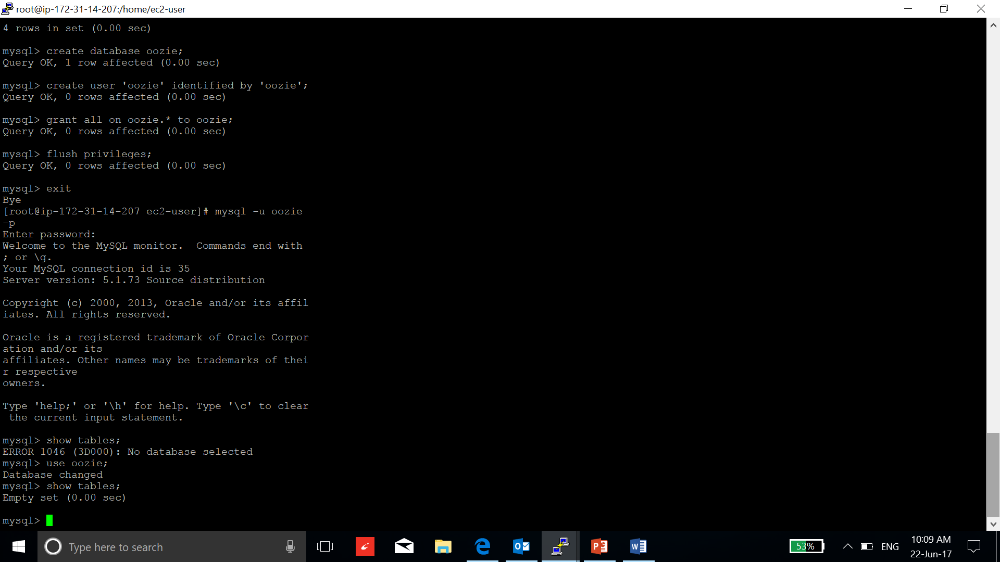 root@ip-172-31-14-207:/home/ec2-user
4 rows in set (0.00 sec)
mysql> create database oozie;
Query OK, 1 row affected (0.00 sec)
mysql> create user 'oozie' identified by 'oozie';
Query OK, 0 rows affected (0.00 sec)
mysql> grant all on oozie.* to oozie;
Query OK, 0 rows affected (0.00 sec)
mysql> flush privileges;
Query OK, 0 rows affected (0.00 sec)
mysql> exit
Bye
[root@ip-172-31-14-207 ec2-user]# mysql -u oozie
-p
Enter password:
Welcome to the MySQL monitor.  Commands end with
; or \g.
Your MySQL connection id is 35
Server version: 5.1.73 Source distribution
Copyright (c) 2000, 2013, Oracle and/or its affil
iates. All rights reserved.
Oracle is a registered trademark of Oracle Corpor
ation and/or its
affiliates. Other names may be trademarks of thei
r respective
owners.
Type 'help;' or '\h' for help. Type '\c' to clear
 the current input statement.
mysql> show tables;
ERROR 1046 (3D000): No database selected
mysql> use oozie;
Database changed
mysql> show tables;
Empty set (0.00 sec)
mysql>
Type here to search
53%
ENG
10:09 AM
22-Jun-17